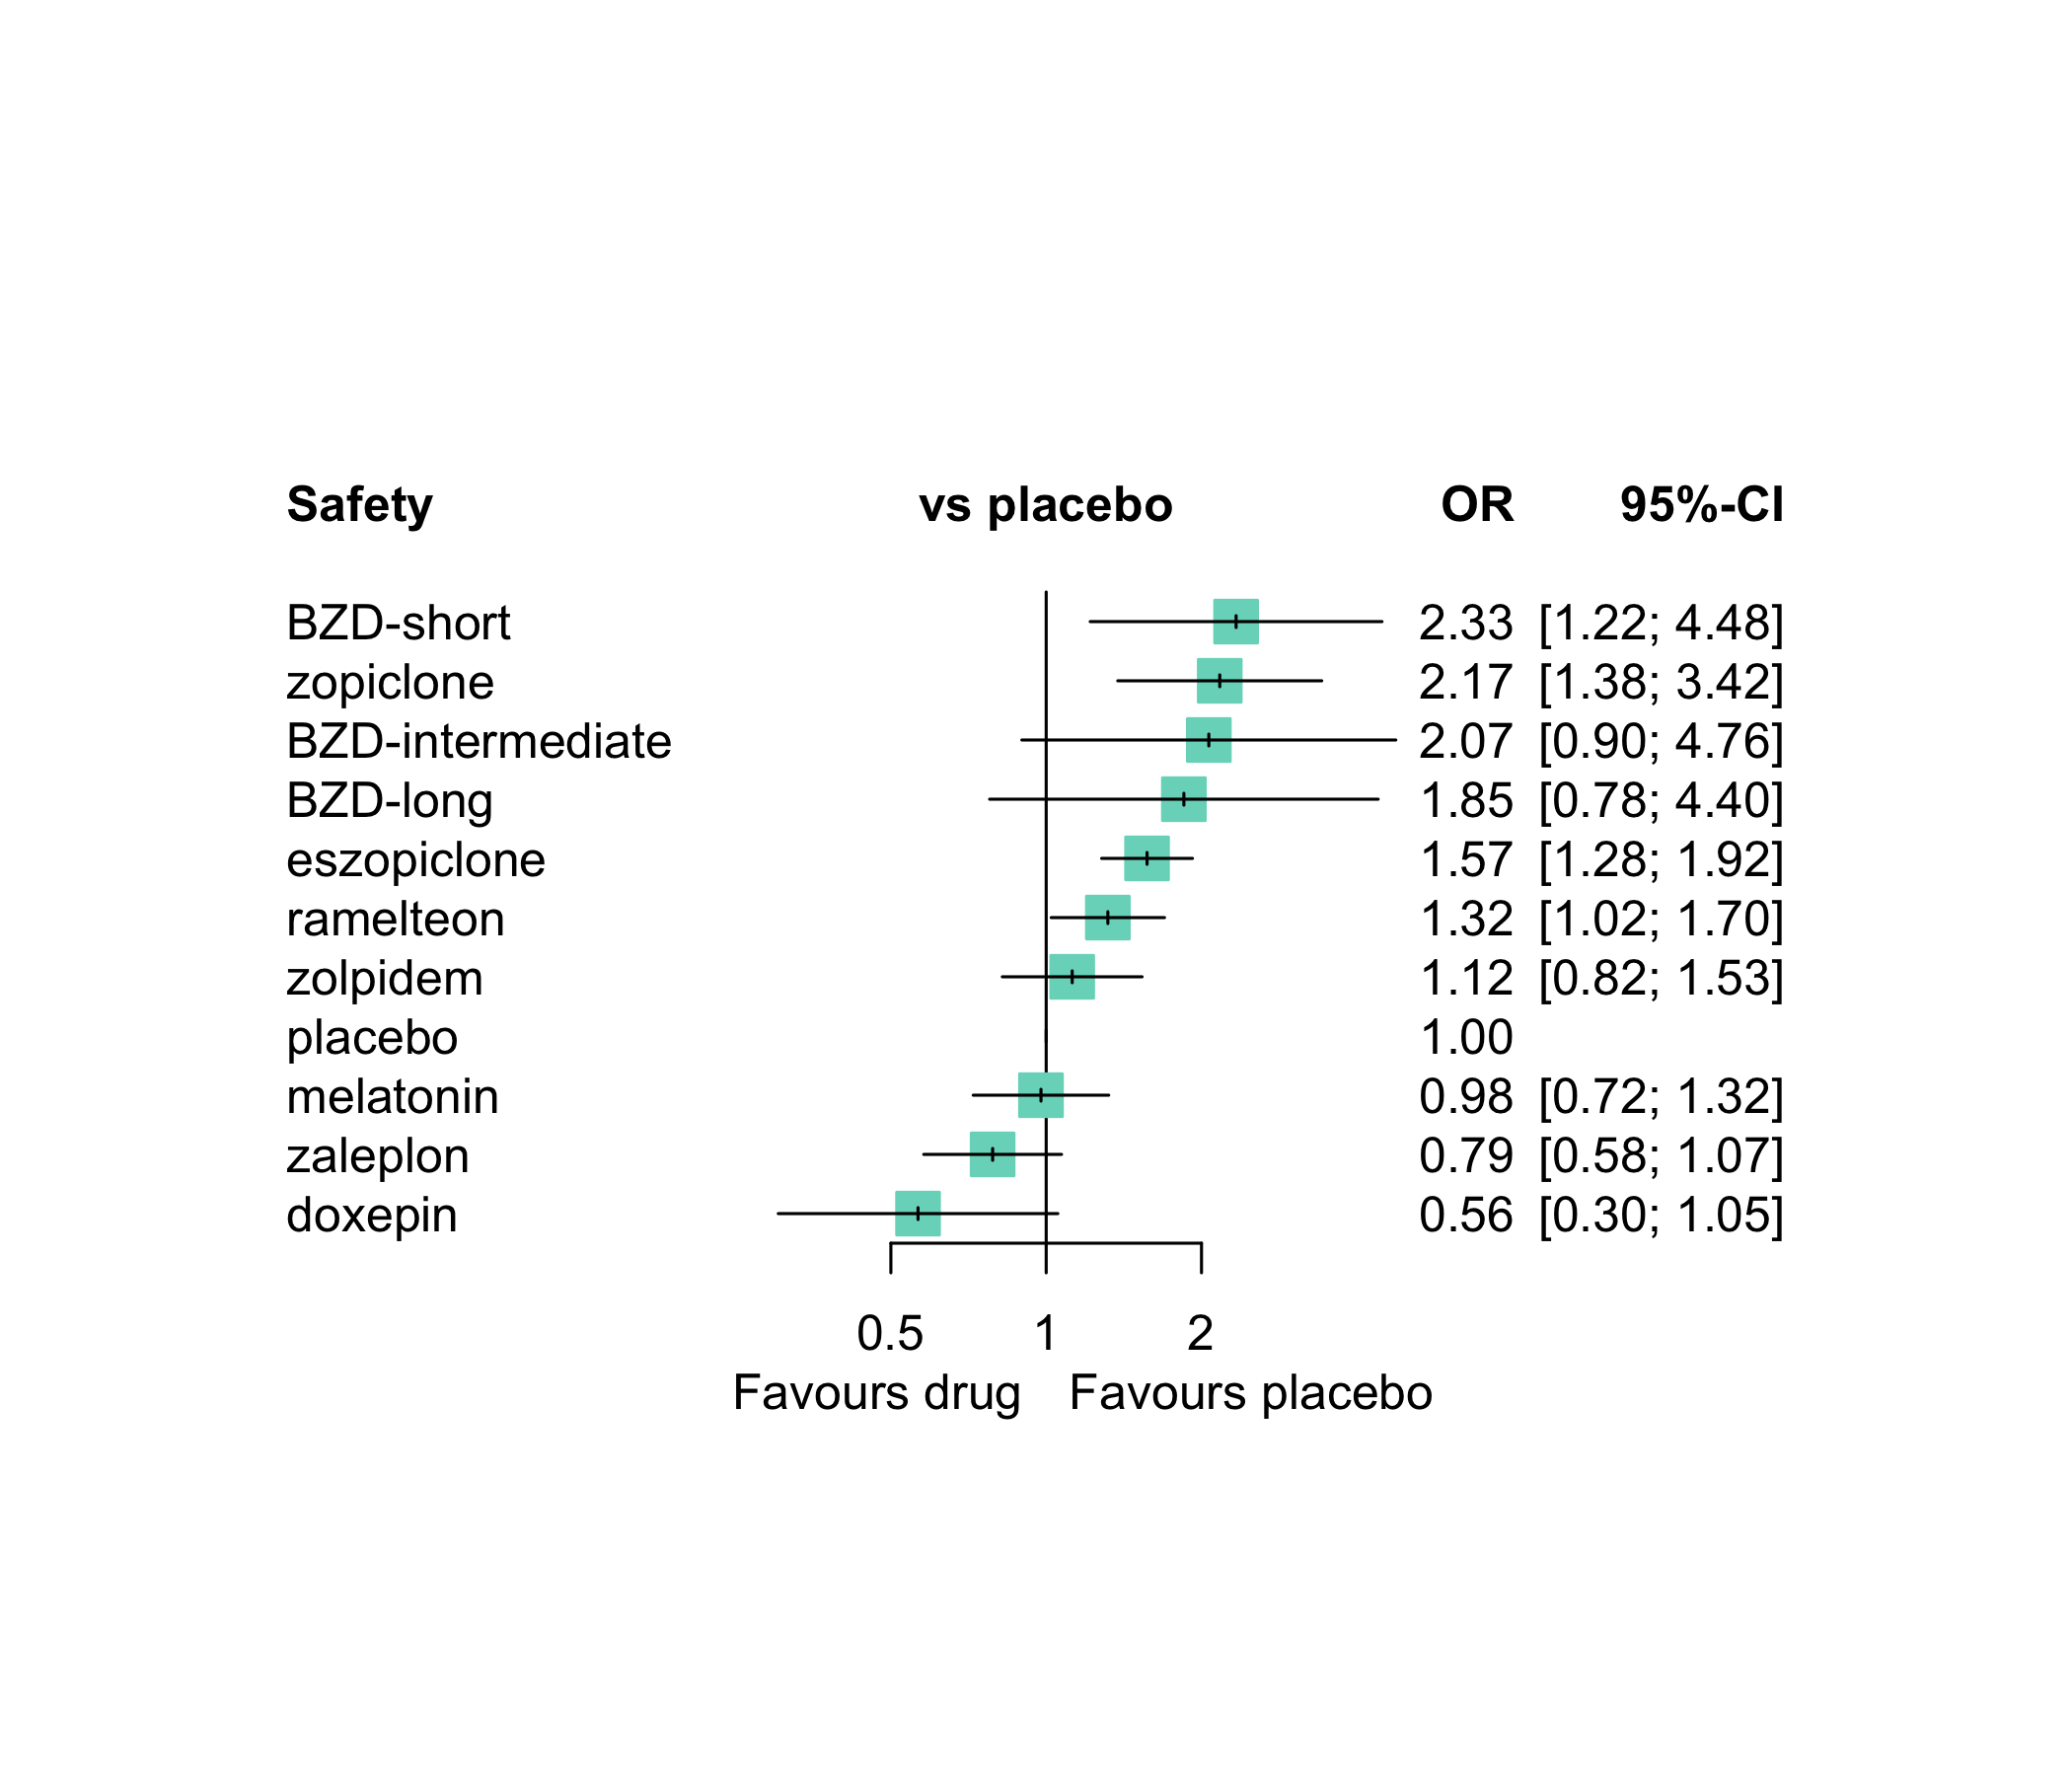 Safety vs placebo OR 95%-CI
BZD-short 2.33 [1.22; 4.48]
zopiclone 2.17 [1.38; 3.42]
BZD-intermediate 2.07 [0.90; 4.76]
BZD-long 1.85 [0.78; 4.40]
eszopiclone 1.57 [1.28; 1.92]
ramelteon 1.32 [1.02; 1.70]
zolpidem 1.12 [0.82; 1.53]
placebo 1.00
melatonin 0.98 [0.72; 1.32]
zaleplon 0.79 [0.58; 1.07]
doxepin 0.56 [0.30; 1.05]
0.5 1 2
Favours drug Favours placebo